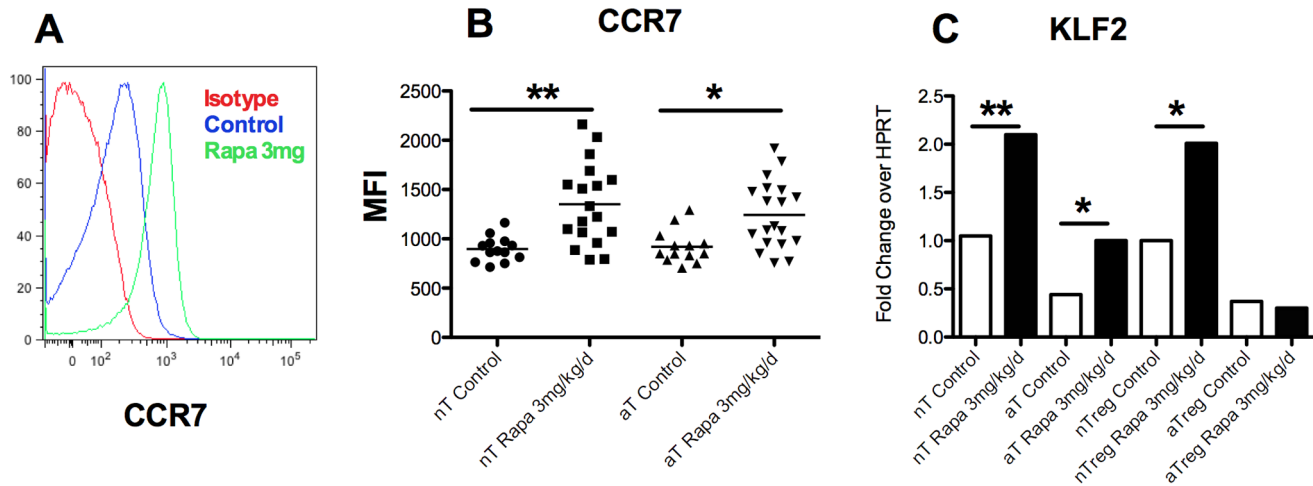 A
100
80
60
40
20
0
Isotype
Control
Rapa 3mg
0 10² 10³ 10⁴ 10⁵
CCR7
B
CCR7
MFI
2500
2000
1500
1000
500
0
**
*
nT Control
nT Rapa 3mg/kg/d
aT Control
aT Rapa 3mg/kg/d
C
KLF2
Fold Change over HPRT
2.5
2.0
1.5
1.0
0.5
0.0
**
*
*
nT Control
nT Rapa 3mg/kg/d
aT Control
aT Rapa 3mg/kg/d
nTreg Control
nTreg Rapa 3mg/kg/d
aTreg Control
aTreg Rapa 3mg/kg/d